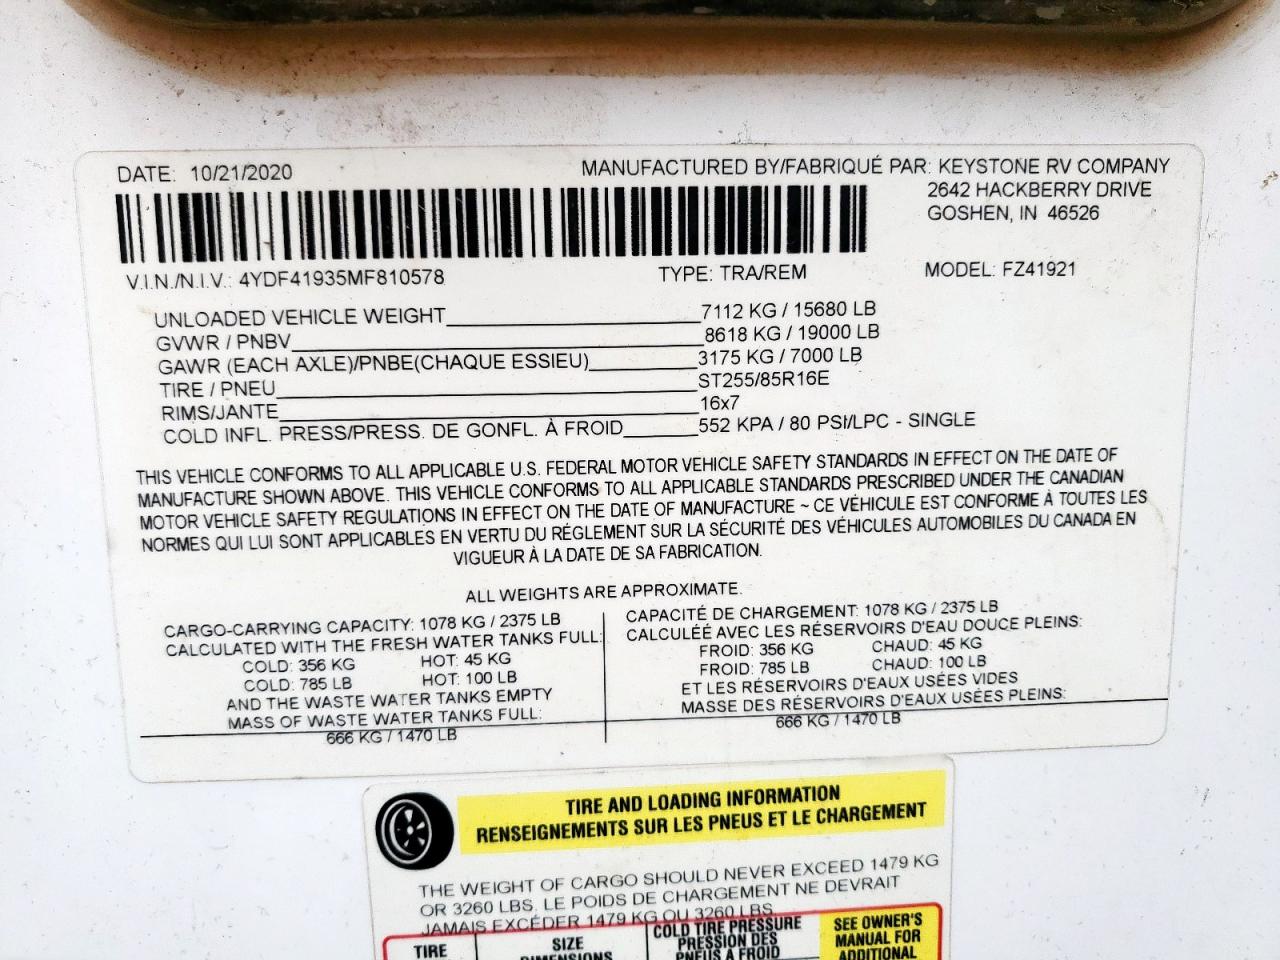 DATE: 10/21/2020
MANUFACTURED BY/FABRIQUÉ PAR: KEYSTONE RV COMPANY
2642 HACKBERRY DRIVE
GOSHEN, IN 46526
V.I.N./N.I.V.: 4YDF41935MF810578 TYPE: TRA/REM MODEL: FZ41921
UNLOADED VEHICLE WEIGHT 7112 KG / 15680 LB
GVWR / PNBV 8618 KG / 19000 LB
GAWR (EACH AXLE)/PNBE(CHAQUE ESSIEU) 3175 KG / 7000 LB
TIRE / PNEU ST255/85R16E
RIMS/JANTE 16x7
COLD INFL. PRESS/PRESS. DE GONFL. À FROID 552 KPA / 80 PSI/LPC - SINGLE
THIS VEHICLE CONFORMS TO ALL APPLICABLE U.S. FEDERAL MOTOR VEHICLE SAFETY STANDARDS IN EFFECT ON THE DATE OF
MANUFACTURE SHOWN ABOVE. THIS VEHICLE CONFORMS TO ALL APPLICABLE STANDARDS PRESCRIBED UNDER THE CANADIAN
MOTOR VEHICLE SAFETY REGULATIONS IN EFFECT ON THE DATE OF MANUFACTURE ~ CE VÉHICULE EST CONFORME À TOUTES LES
NORMES QUI LUI SONT APPLICABLES EN VERTU DU RÉGLEMENT SUR LA SÉCURITÉ DES VÉHICULES AUTOMOBILES DU CANADA EN
VIGUEUR À LA DATE DE SA FABRICATION.
ALL WEIGHTS ARE APPROXIMATE.
CARGO-CARRYING CAPACITY: 1078 KG / 2375 LB
CALCULATED WITH THE FRESH WATER TANKS FULL:
COLD: 356 KG HOT: 45 KG
COLD: 785 LB HOT: 100 LB
AND THE WASTE WATER TANKS EMPTY
MASS OF WASTE WATER TANKS FULL:
666 KG / 1470 LB
CAPACITÉ DE CHARGEMENT: 1078 KG / 2375 LB
CALCULÉE AVEC LES RÉSERVOIRS D'EAU DOUCE PLEINS:
FROID: 356 KG CHAUD: 45 KG
FROID: 785 LB CHAUD: 100 LB
ET LES RÉSERVOIRS D'EAUX USÉES VIDES
MASSE DES RÉSERVOIRS D'EAUX USÉES PLEINS:
666 KG / 1470 LB
TIRE AND LOADING INFORMATION
RENSEIGNEMENTS SUR LES PNEUS ET LE CHARGEMENT
THE WEIGHT OF CARGO SHOULD NEVER EXCEED 1479 KG
OR 3260 LBS. LE POIDS DE CHARGEMENT NE DEVRAIT
JAMAIS EXCÉDER 1479 KG OU 3260 LBS.
TIRE
SIZE
DIMENSIONS
COLD TIRE PRESSURE
PRESSION DES
PNEUS A FROID
SEE OWNER'S
MANUAL FOR
ADDITIONAL